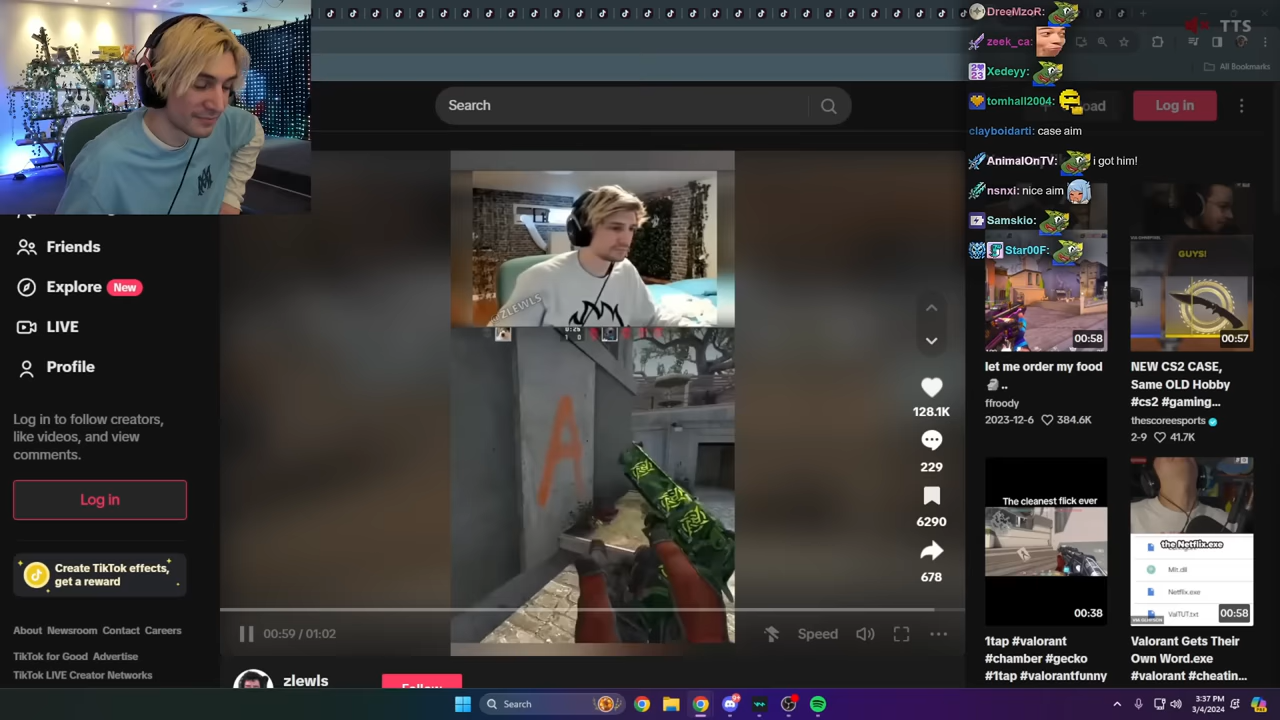 DreeMzoR:
TTS
zeek_ca:
All Bookmarks
Xedeyy:
Search
tomhall2004:
Log in
clayboidarti: case aim
AnimalOnTV: i got him!
nsnxi: nice aim
Samskio:
Star00F:
Friends
Explore New
LIVE
Profile
Log in to follow creators,
like videos, and view
comments.
Log in
Create TikTok effects,
get a reward
About Newsroom Contact Careers
TikTok for Good Advertise
TikTok LIVE Creator Networks
ZLEWLS
A
128.1K
229
6290
678
00:59 / 01:02
Speed
zlewls
Follow
00:58
let me order my food
ffroody
2023-12-6 384.6K
GUYS!
00:57
NEW CS2 CASE,
Same OLD Hobby
#cs2 #gaming...
thescoreesports
2-9 41.7K
The cleanest flick ever
00:38
1tap #valorant
#chamber #gecko
#1tap #valorantfunny
the Netflix.exe
Mlt.dll
Netflix.exe
ValTUT.txt
00:58
Valorant Gets Their
Own Word.exe
#valorant #cheatin...
Search
3:37 PM
3/4/2024